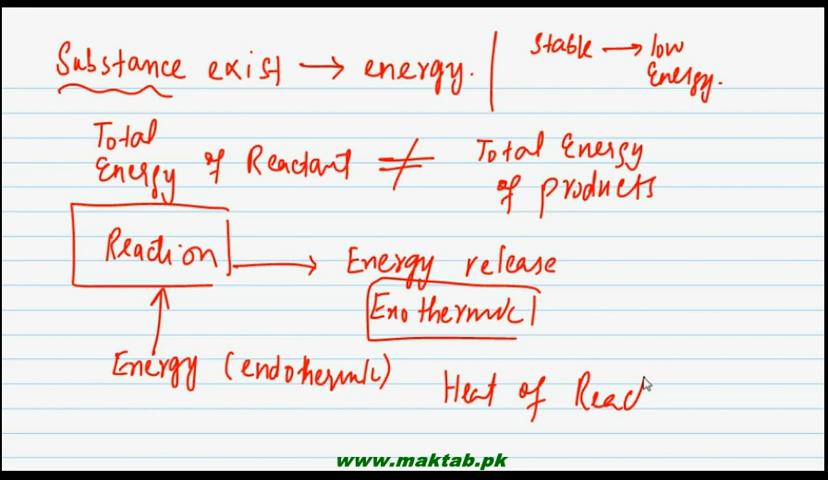 Substance exist → energy.
Stable → low
Energy.
Total
Energy of Reactant ≠ Total Energy
of products
Reaction → Energy release
Exothermic
Energy (endothermic)
Heat of Reac
www.maktab.pk